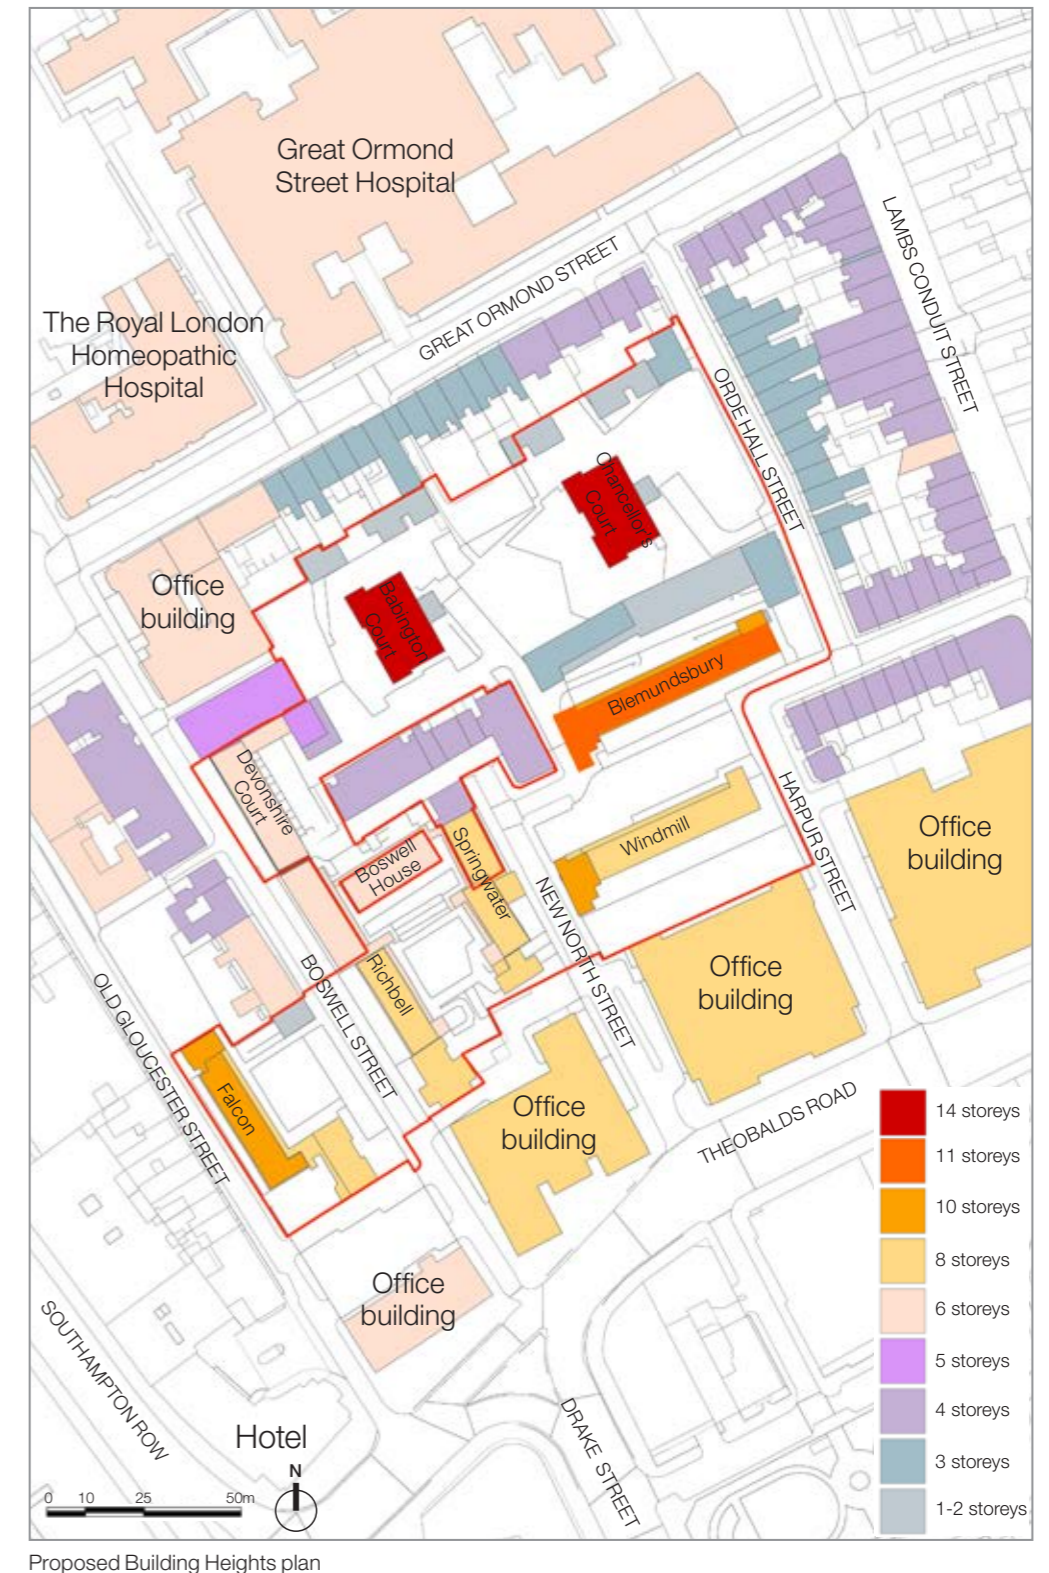 Great Ormond
Street Hospital
LAMBS CONDUIT STREET
GREAT ORMOND STREET
The Royal London
Homeopathic
Hospital
ORDE HALL STREET
Chancellor's
Court
Office
building
Babington
Court
Blemundsbury
Devonshire
Court
HARPUR STREET
Windmill
Office
building
Springwater
Boswell
House
NEW NORTH STREET
Office
building
Richbell
BOSWELL STREET
OLD GLOUCESTER STREET
Falcon
Office
building
THEOBALDS ROAD
14 storeys
11 storeys
10 storeys
8 storeys
6 storeys
5 storeys
4 storeys
3 storeys
1-2 storeys
Office
building
SOUTHAMPTON ROW
DRAKE STREET
Hotel
N
0 10 25 50m
Proposed Building Heights plan